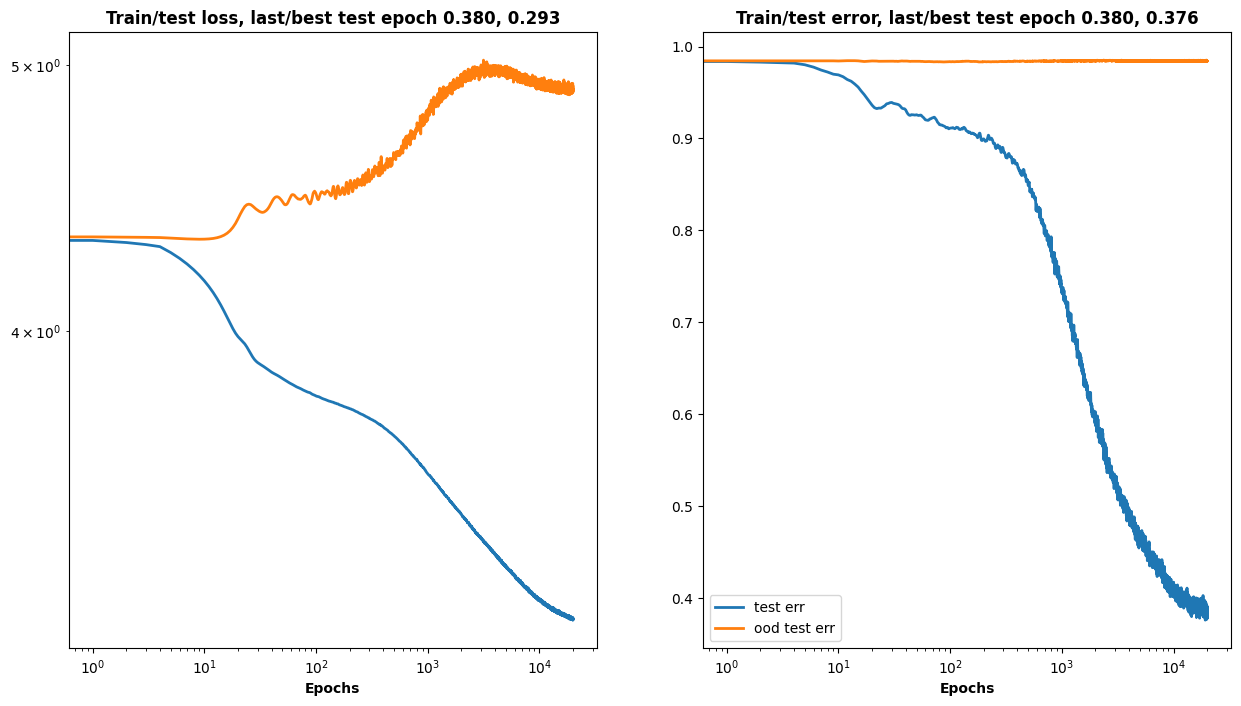 Train/test loss, last/best test epoch 0.380, 0.293
5 × 10⁰
4 × 10⁰
10⁰ 10¹ 10² 10³ 10⁴
Epochs
Train/test error, last/best test epoch 0.380, 0.376
1.0
0.9
0.8
0.7
0.6
0.5
0.4
test err
ood test err
10⁰ 10¹ 10² 10³ 10⁴
Epochs